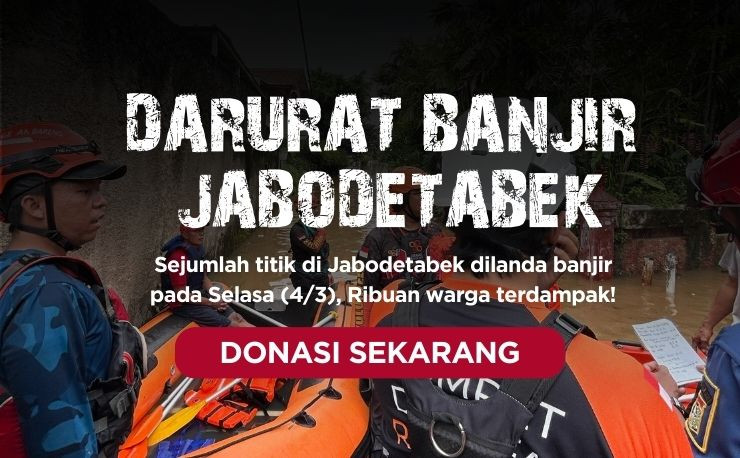 DARURAT BANJIR
JABODETABEK
Sejumlah titik di Jabodetabek dilanda banjir
pada Selasa (4/3), Ribuan warga terdampak!
DONASI SEKARANG